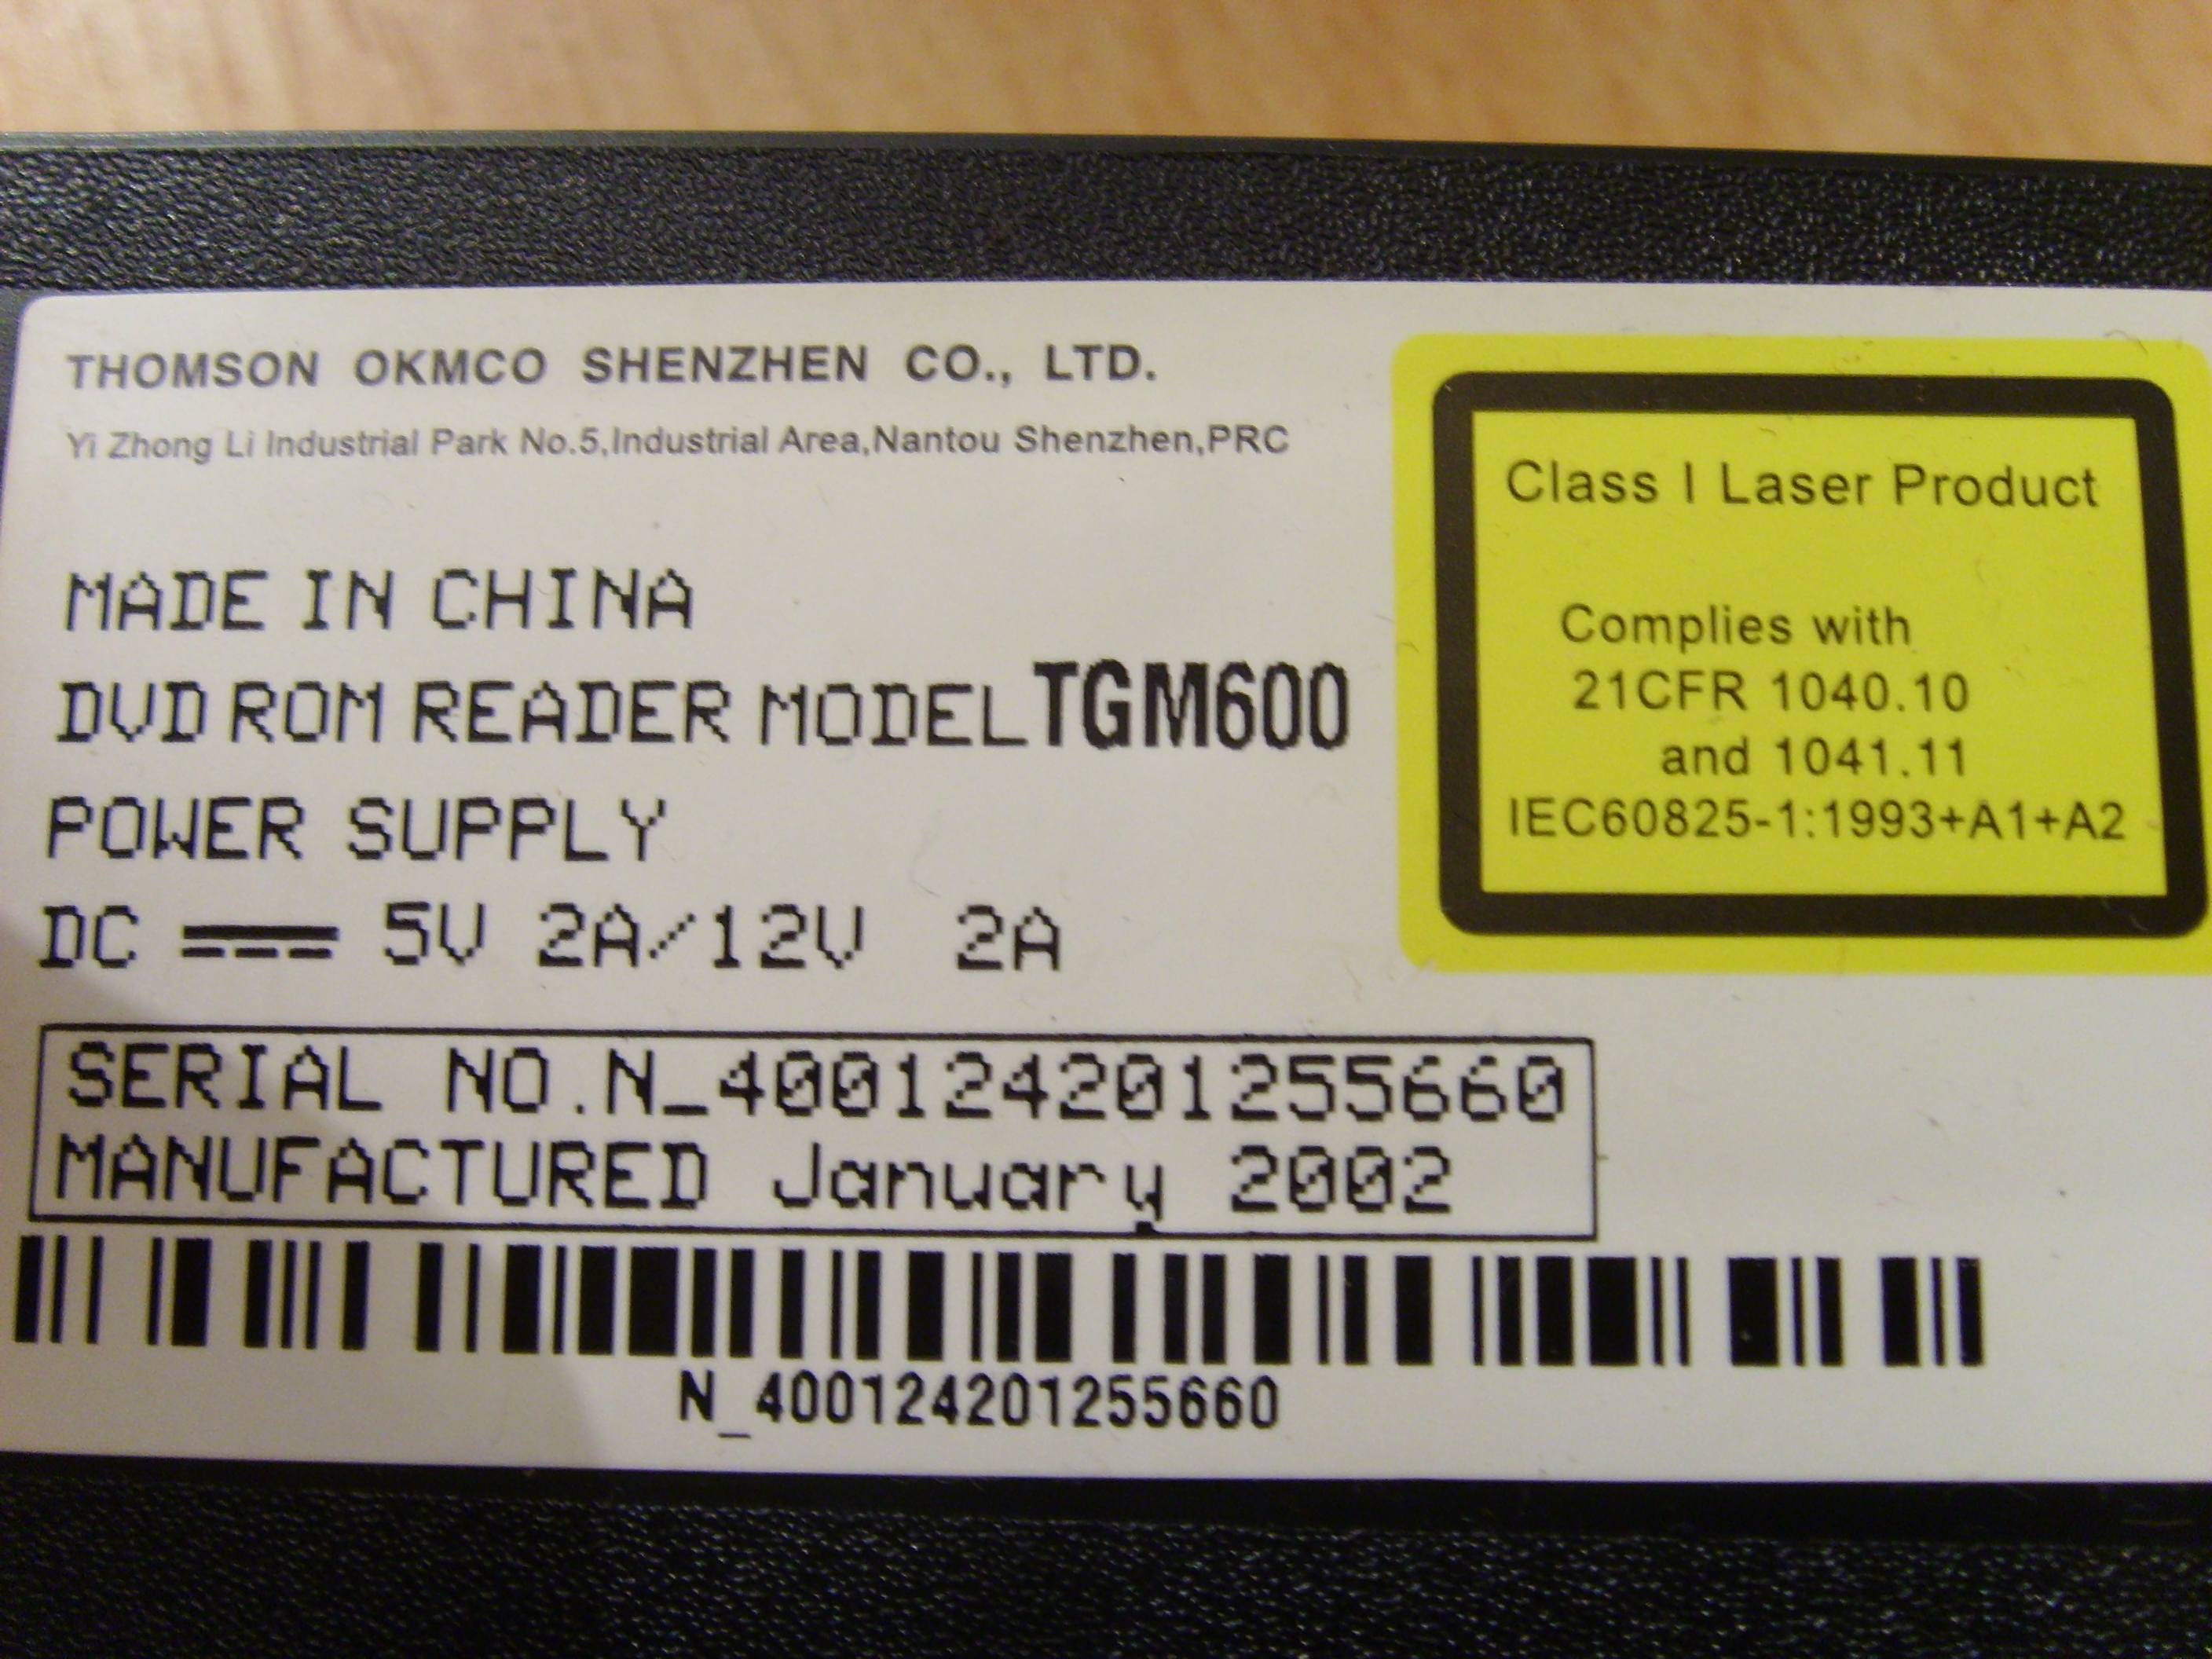 THOMSON OKMCO SHENZHEN CO., LTD.
Yi Zhong Li Industrial Park No.5,Industrial Area,Nantou Shenzhen,PRC
MADE IN CHINA
DVD ROM READER MODEL TGM600
POWER SUPPLY
DC 5V 2A/12V 2A
SERIAL NO.N_400124201255660
MANUFACTURED January 2002
N_400124201255660
Class I Laser Product
Complies with
21CFR 1040.10
and 1041.11
IEC60825-1:1993+A1+A2